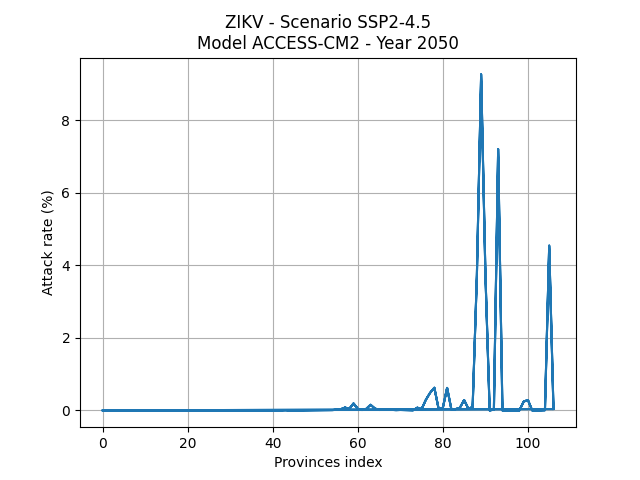 ZIKV - Scenario SSP2-4.5
Model ACCESS-CM2 - Year 2050
8
6
4
2
0
Attack rate (%)
0 20 40 60 80 100
Provinces index